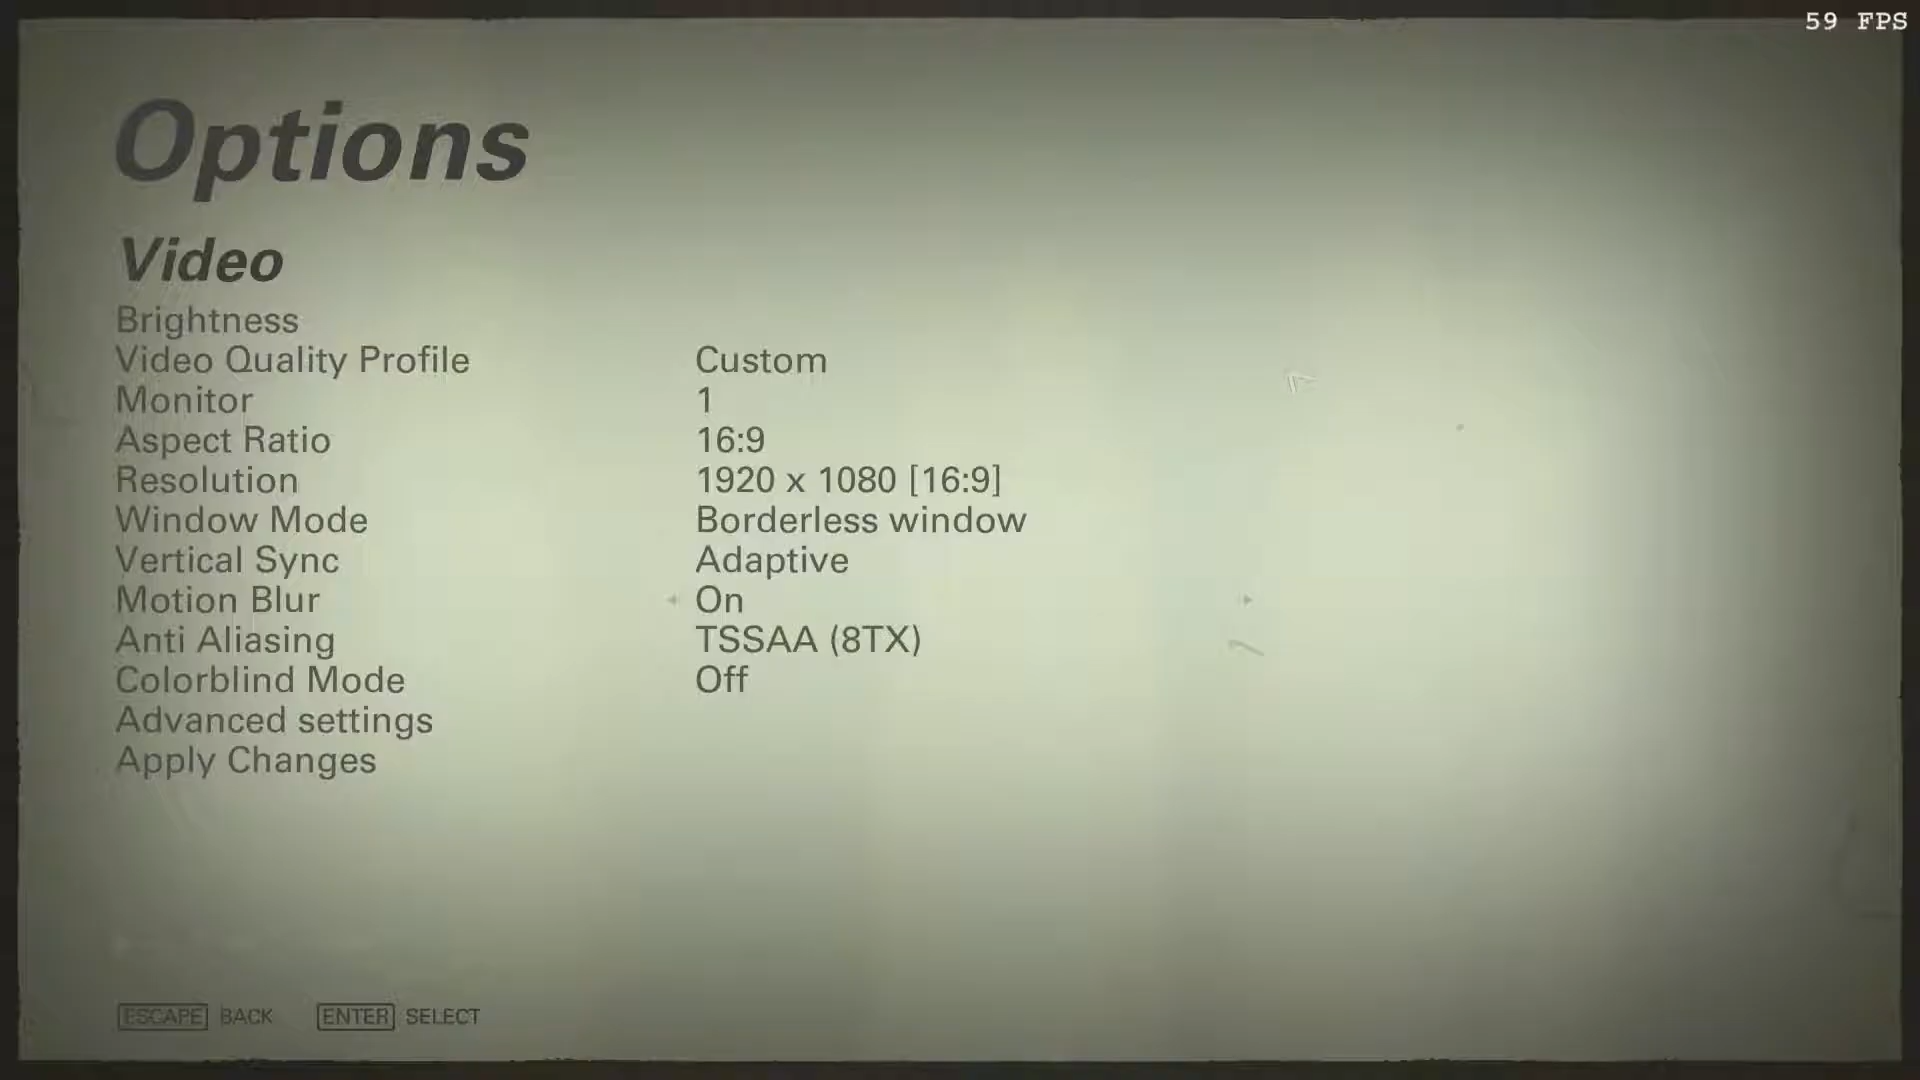 59 FPS
Options
Video
Brightness
Video Quality Profile Custom
Monitor 1
Aspect Ratio 16:9
Resolution 1920 x 1080 [16:9]
Window Mode Borderless window
Vertical Sync Adaptive
Motion Blur On
Anti Aliasing TSSAA (8TX)
Colorblind Mode Off
Advanced settings
Apply Changes
ESCAPE BACK ENTER SELECT